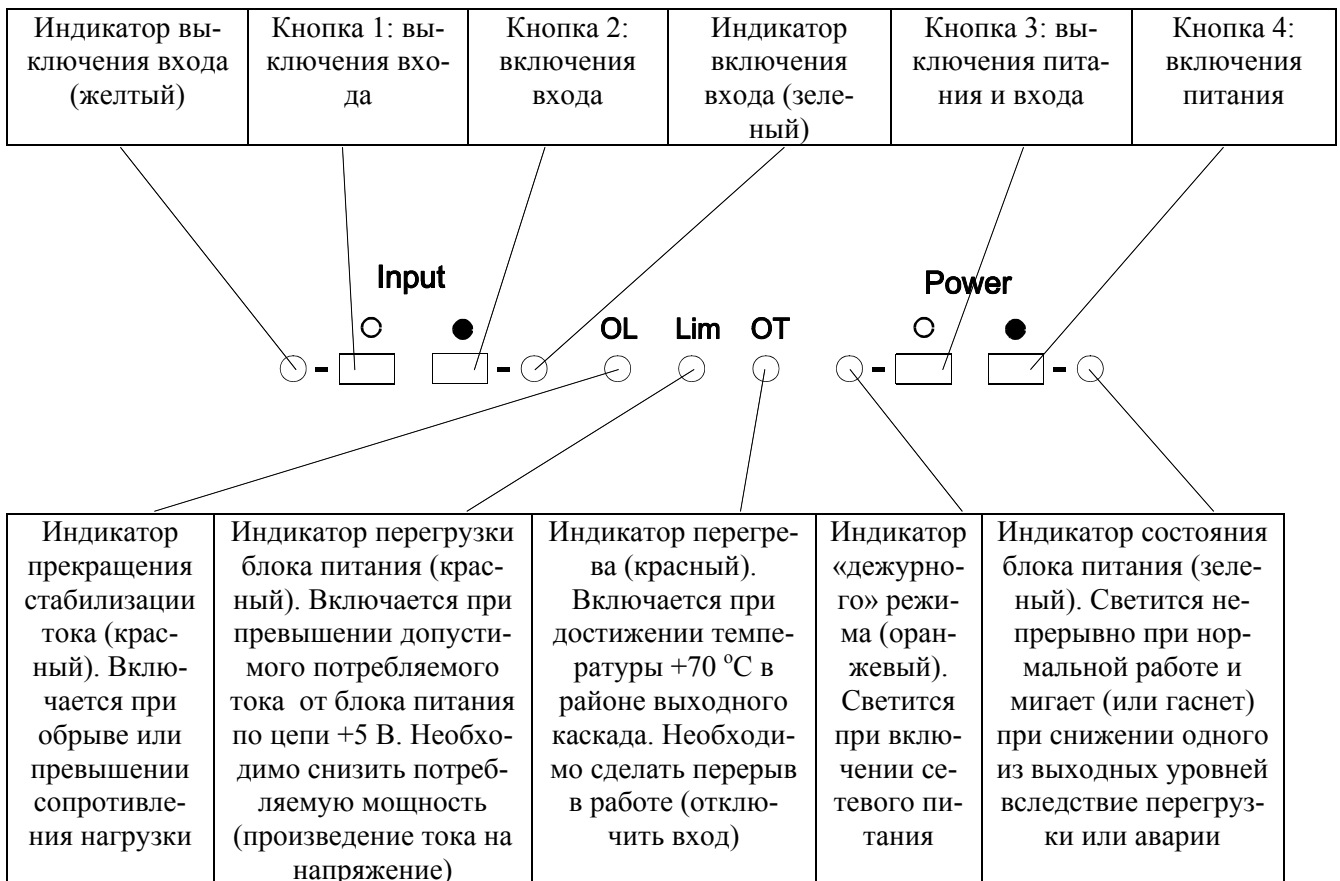 Индикатор вы-
ключения входа
(желтый)
Кнопка 1: вы-
ключения вхо-
да
Кнопка 2:
включения
входа
Индикатор
включения
входа (зеле-
ный)
Кнопка 3: вы-
ключения пита-
ния и входа
Кнопка 4:
включения
питания
Input
Power
OL Lim OT
Индикатор
прекращения
стабилизации
тока (крас-
ный). Вклю-
чается при
обрыве или
превышении
сопротивле-
ния нагрузки
Индикатор перегрузки
блока питания (крас-
ный). Включается при
превышении допусти-
мого потребляемого
тока от блока питания
по цепи +5 В. Необхо-
димо снизить потреб-
ляемую мощность
(произведение тока на
напряжение)
Индикатор перегре-
ва (красный).
Включается при
достижении темпе-
ратуры +70 °С в
районе выходного
каскада. Необходи-
мо сделать перерыв
в работе (отклю-
чить вход)
Индикатор
«дежурно-
го» режи-
ма (оран-
жевый).
Светится
при вклю-
чении се-
тевого пи-
тания
Индикатор состояния
блока питания (зеле-
ный). Светится не-
прерывно при нор-
мальной работе и
мигает (или гаснет)
при снижении одного
из выходных уровней
вследствие перегруз-
ки или аварии